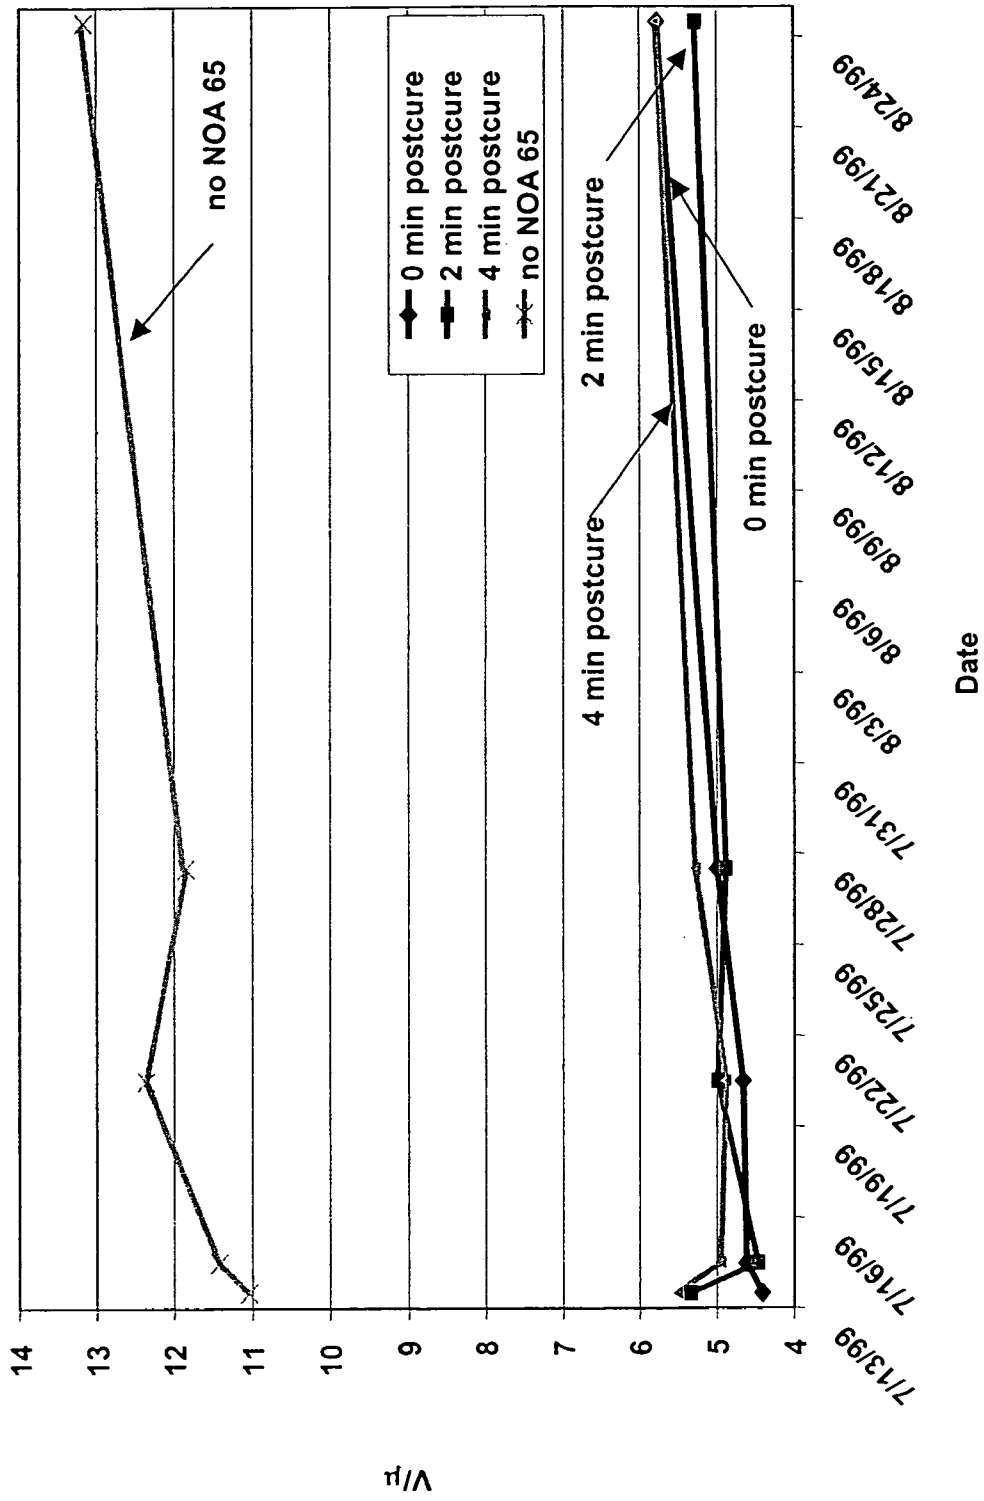 14
13
12
11
10
9
8
7
6
5
4
V/μ
no NOA 65
0 min postcure
2 min postcure
4 min postcure
no NOA 65
4 min postcure
2 min postcure
0 min postcure
7/13/99
7/16/99
7/19/99
7/22/99
7/25/99
7/28/99
7/31/99
8/3/99
8/6/99
8/9/99
8/12/99
8/15/99
8/18/99
8/21/99
8/24/99
Date